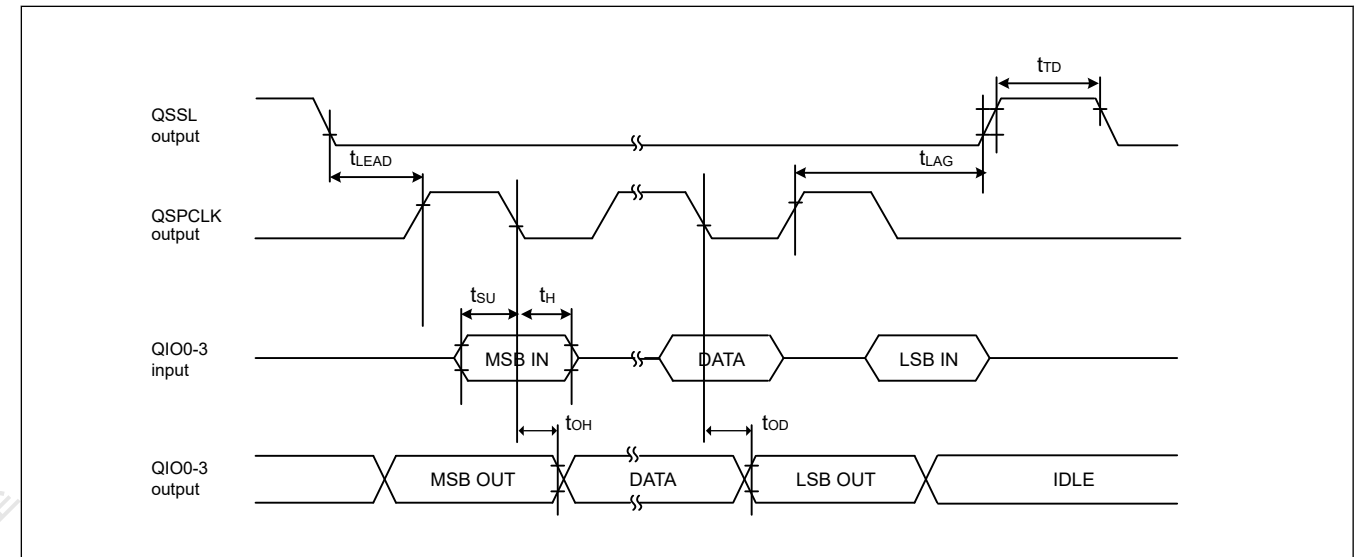 tTD
QSSL
output
tLEAD
tLAG
QSPCLK
output
tSU
tH
QIO0-3
input
MSB IN
DATA
LSB IN
tOH
tOD
QIO0-3
output
MSB OUT
DATA
LSB OUT
IDLE